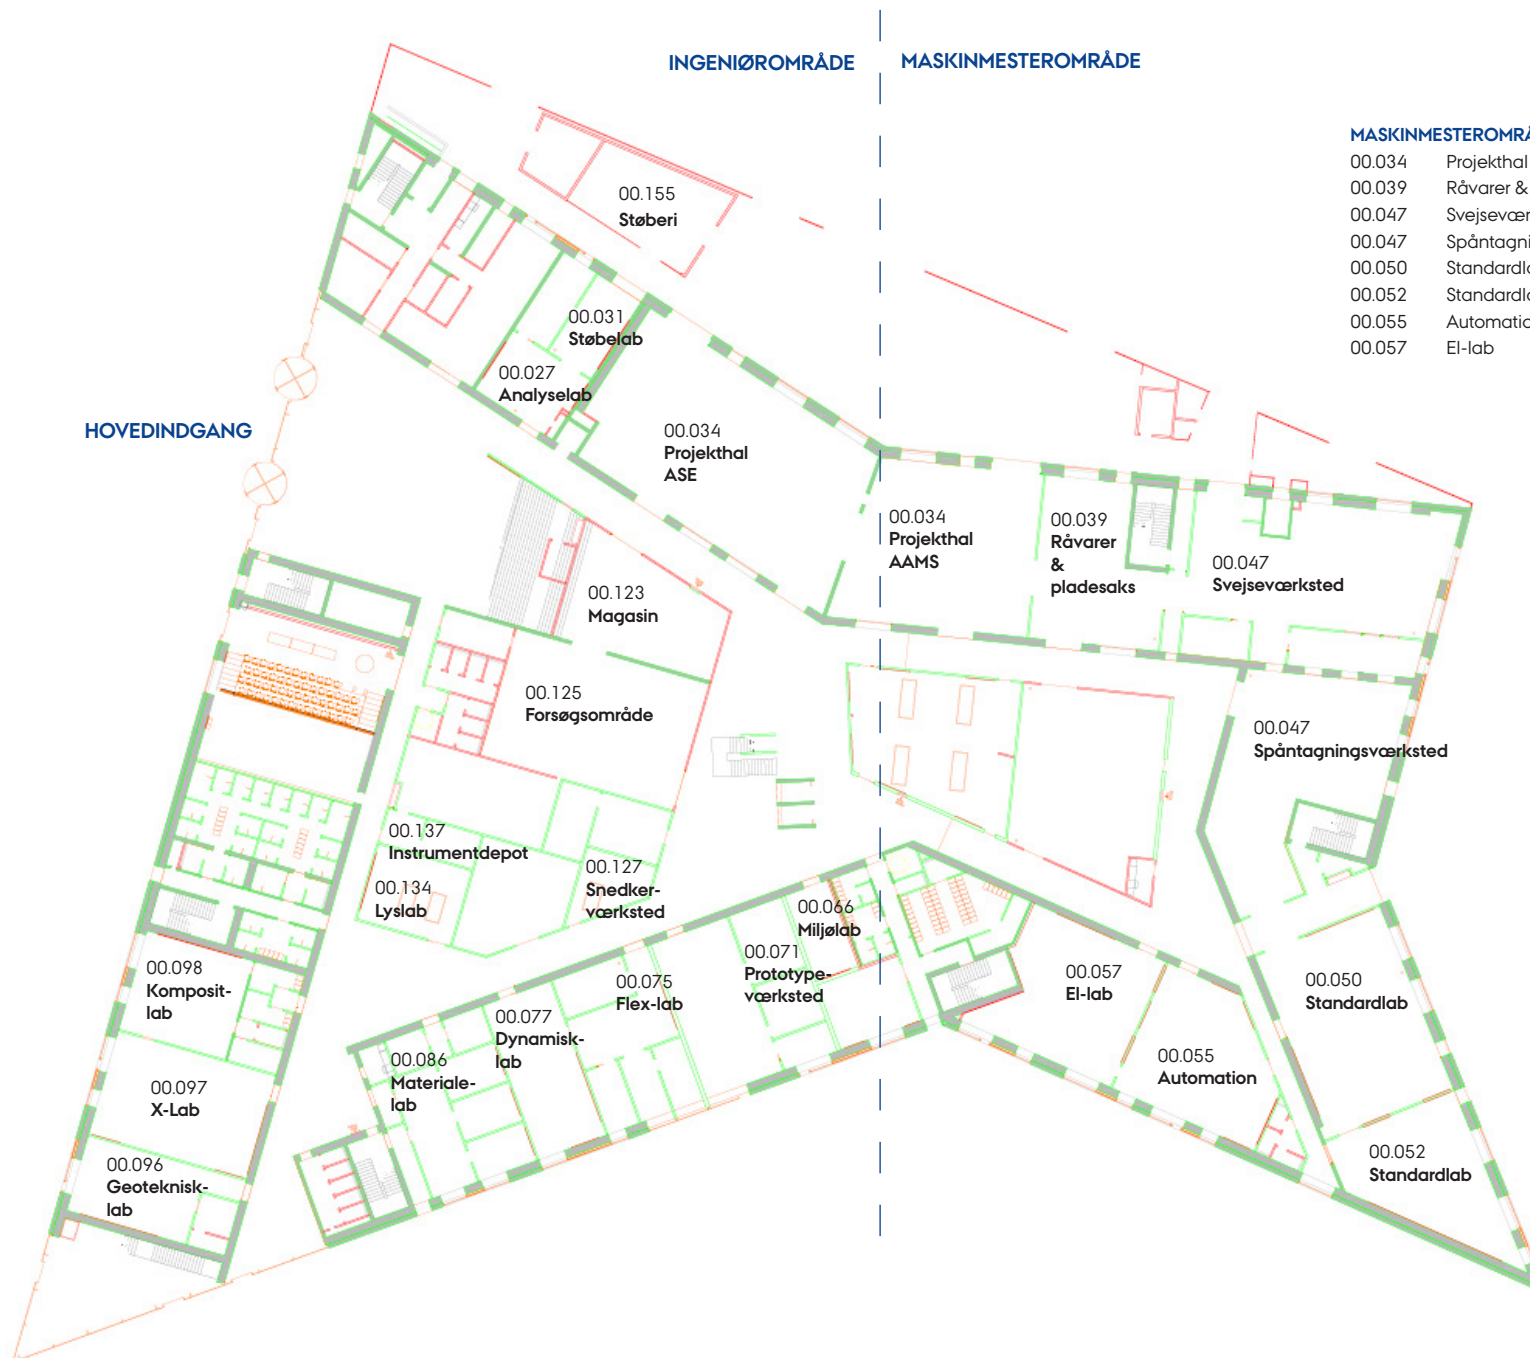 INGENIØROMRÅDE
MASKINMESTEROMRÅDE
MASKINMESTEROMRÅ
00.034 Projekthal
00.039 Råvarer &
00.047 Svejsevær
00.047 Spåntagni
00.050 Standardla
00.052 Standardla
00.055 Automatio
00.057 El-lab
00.155
Støberi
00.031
Støbelab
00.027
Analyselab
HOVEDINDGANG
00.034
Projekthal
ASE
00.034
Projekthal
AAMS
00.039
Råvarer
&
pladesaks
00.047
Svejseværksted
00.123
Magasin
00.125
Forsøgsområde
00.047
Spåntagningsværksted
00.137
Instrumentdepot
00.134
Lyslab
00.127
Snedker-
værksted
00.066
Miljølab
00.071
Prototype-
værksted
00.075
Flex-lab
00.077
Dynamisk-
lab
00.086
Materiale-
lab
00.098
Komposit-
lab
00.097
X-Lab
00.096
Geoteknisk-
lab
00.057
El-lab
00.055
Automation
00.050
Standardlab
00.052
Standardlab